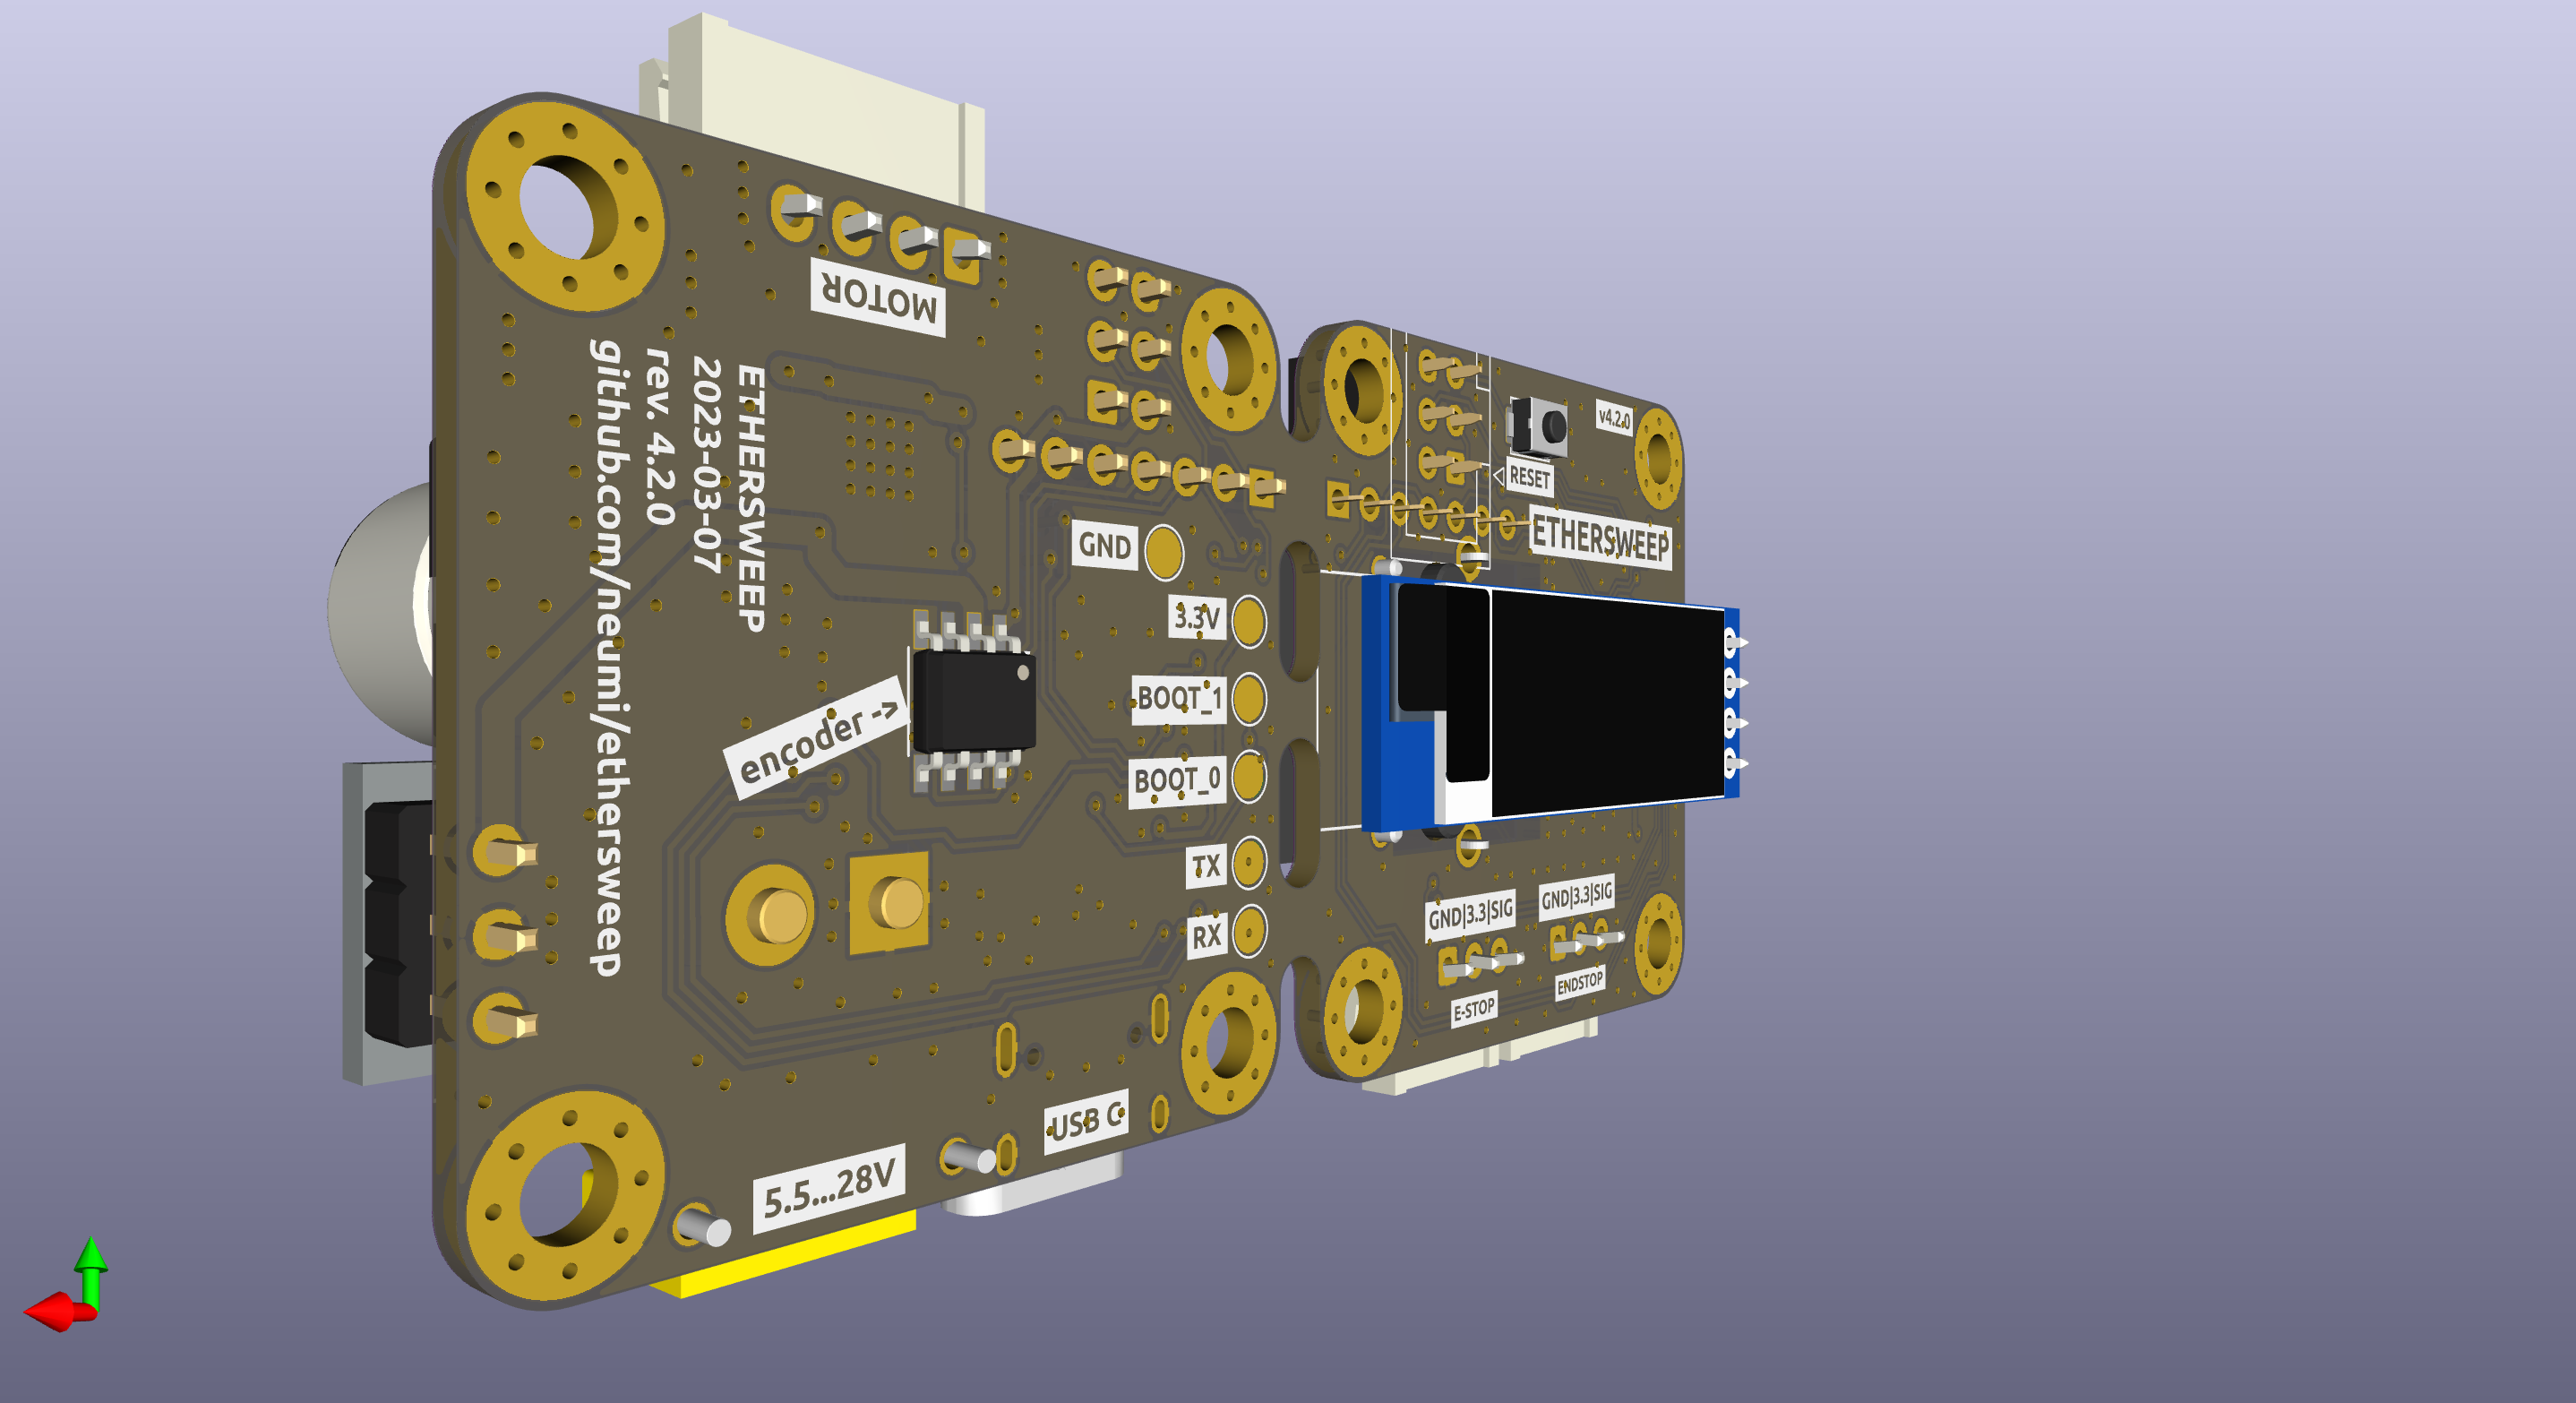 MOTOR
ETHERSWEEP
2023-03-07
rev. 4.2.0
github.com/neumi/ethersweep
encoder ->
GND
3.3V
BOOT_1
BOOT_0
TX
RX
USB C
5.5...28V
v4.2.0
RESET
ETHERSWEEP
GND|3.3|SIG
GND|3.3|SIG
E-STOP
ENDSTOP